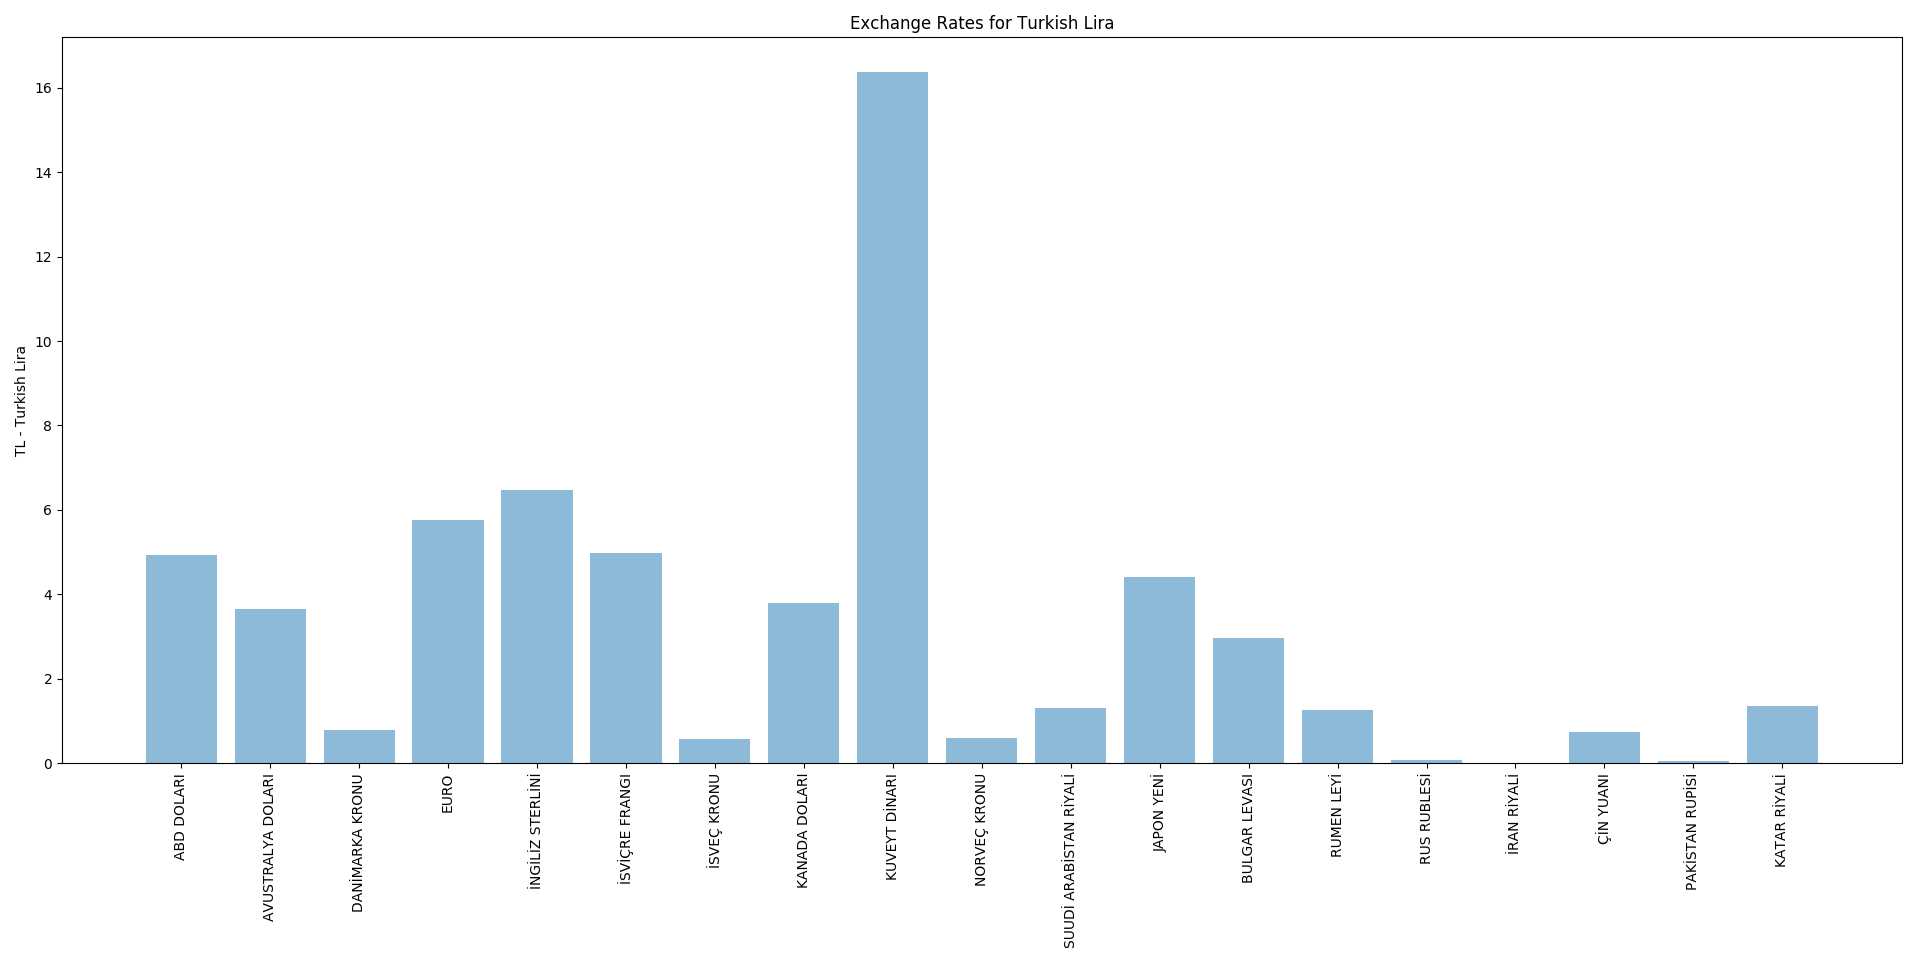 Exchange Rates for Turkish Lira
TL - Turkish Lira
16
14
12
10
8
6
4
2
0
ABD DOLARI
AVUSTRALYA DOLARI
DANİMARKA KRONU
EURO
İNGİLİZ STERLİNİ
İSVİÇRE FRANGI
İSVEÇ KRONU
KANADA DOLARI
KUVEYT DİNARI
NORVEÇ KRONU
SUUDİ ARABİSTAN RİYALİ
JAPON YENİ
BULGAR LEVASI
RUMEN LEYİ
RUS RUBLESİ
İRAN RİYALİ
ÇİN YUANI
PAKİSTAN RUPİSİ
KATAR RİYALİ